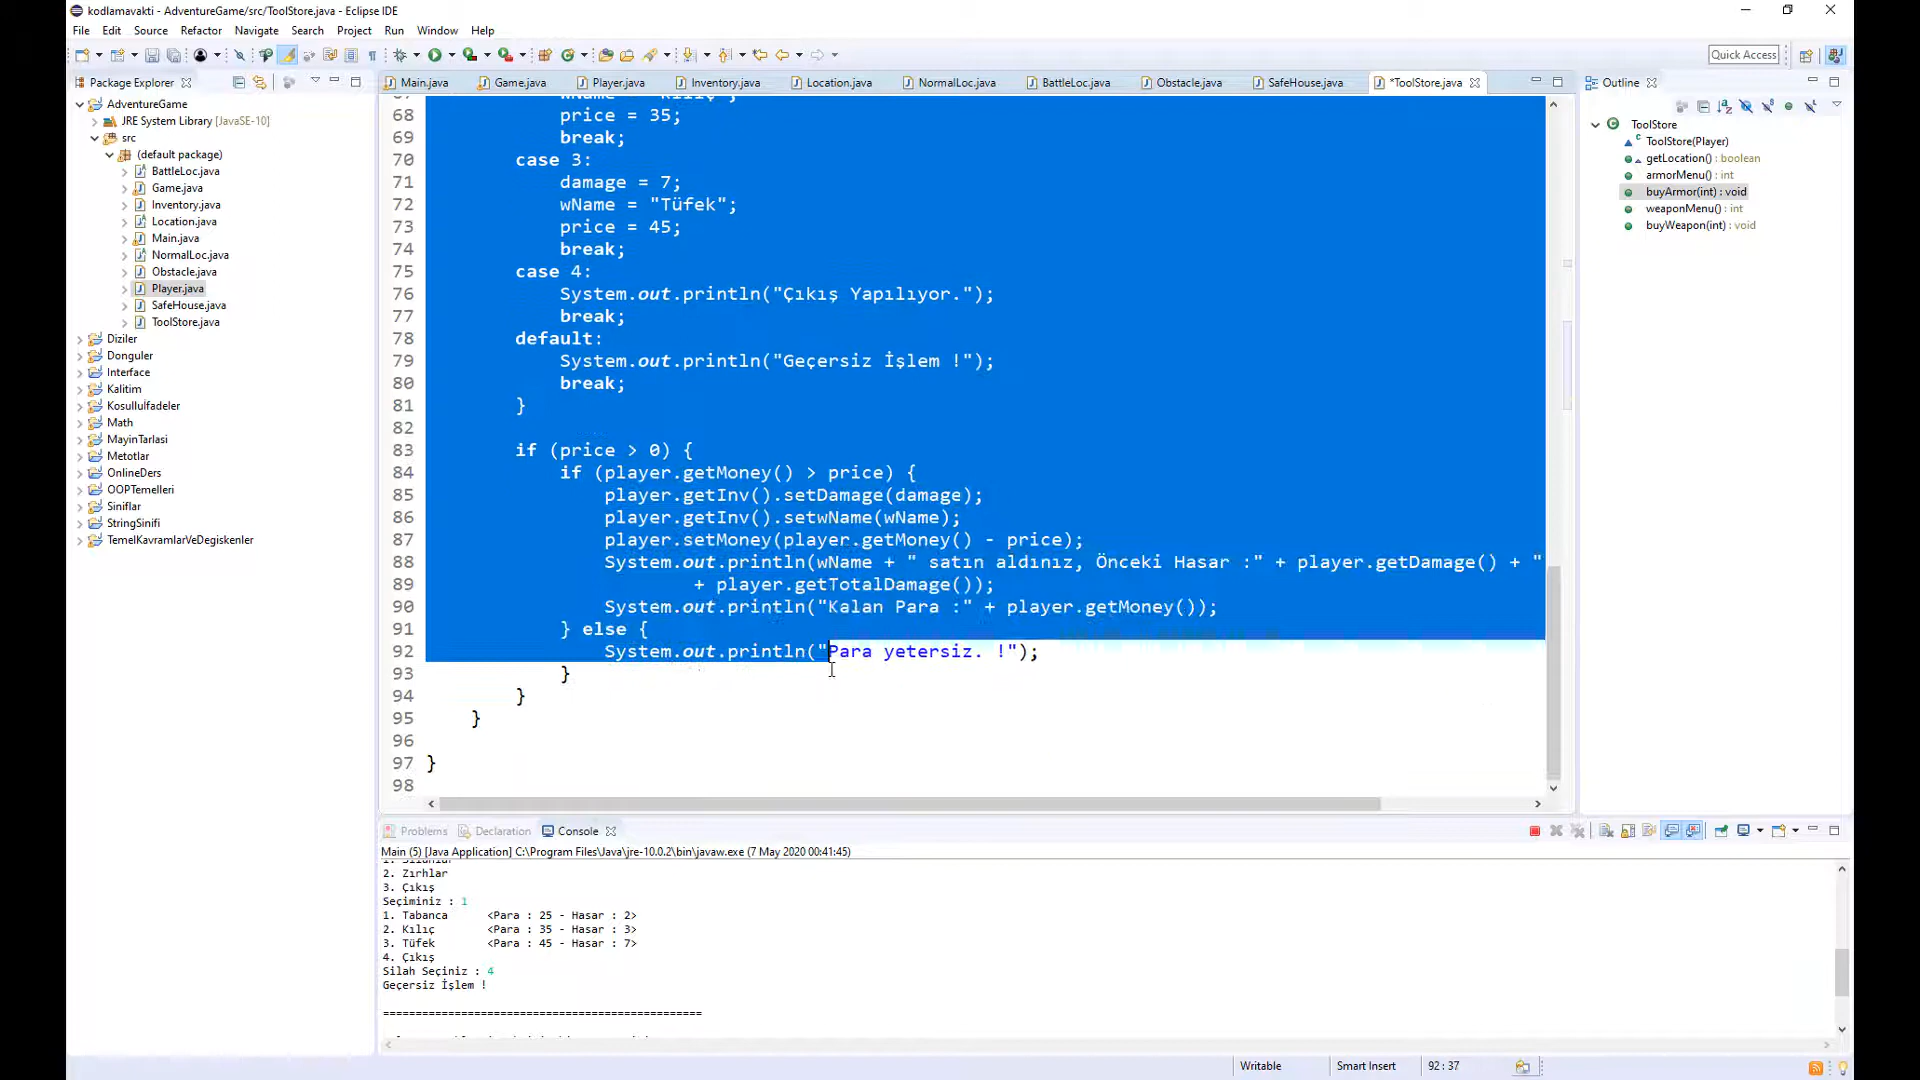 kodlamavakti - AdventureGame/src/ToolStore.java - Eclipse IDE
File Edit Source Refactor Navigate Search Project Run Window Help
Quick Access
Package Explorer
AdventureGame
JRE System Library [JavaSE-10]
src
(default package)
BattleLoc.java
Game.java
Inventory.java
Location.java
Main.java
NormalLoc.java
Obstacle.java
Player.java
SafeHouse.java
ToolStore.java
Diziler
Donguler
Interface
Kalitim
Kosullulfadeler
Math
MayinTarlasi
Metotlar
OnlineDers
OOPTemelleri
Siniflar
StringSinifi
TemelKavramlarVeDegiskenler
Main.java Game.java Player.java Inventory.java Location.java NormalLoc.java BattleLoc.java Obstacle.java SafeHouse.java *ToolStore.java
68 price = 35;
69 break;
70 case 3:
71 damage = 7;
72 wName = "Tüfek";
73 price = 45;
74 break;
75 case 4:
76 System.out.println("Çıkış Yapılıyor.");
77 break;
78 default:
79 System.out.println("Geçersiz İşlem !");
80 break;
81 }
82
83 if (price > 0) {
84 if (player.getMoney() > price) {
85 player.getInv().setDamage(damage);
86 player.getInv().setwName(wName);
87 player.setMoney(player.getMoney() - price);
88 System.out.println(wName + " satın aldınız, Önceki Hasar :" + player.getDamage() + "
89 + player.getTotalDamage());
90 System.out.println("Kalan Para :" + player.getMoney());
91 } else {
92 System.out.println("Para yetersiz. !");
93 }
94 }
95 }
96
97 }
98
Outline
ToolStore
ToolStore(Player)
getLocation() : boolean
armorMenu() : int
buyArmor(int) : void
weaponMenu() : int
buyWeapon(int) : void
Problems Declaration Console
Main (5) [Java Application] C:\Program Files\Java\jre-10.0.2\bin\javaw.exe (7 May 2020 00:41:45)
2. Zırhlar
3. Çıkış
Seçiminiz : 1
1. Tabanca <Para : 25 - Hasar : 2>
2. Kılıç <Para : 35 - Hasar : 3>
3. Tüfek <Para : 45 - Hasar : 7>
4. Çıkış
Silah Seçiniz : 4
Geçersiz İşlem !
===============================================
Writable Smart Insert 92 : 37